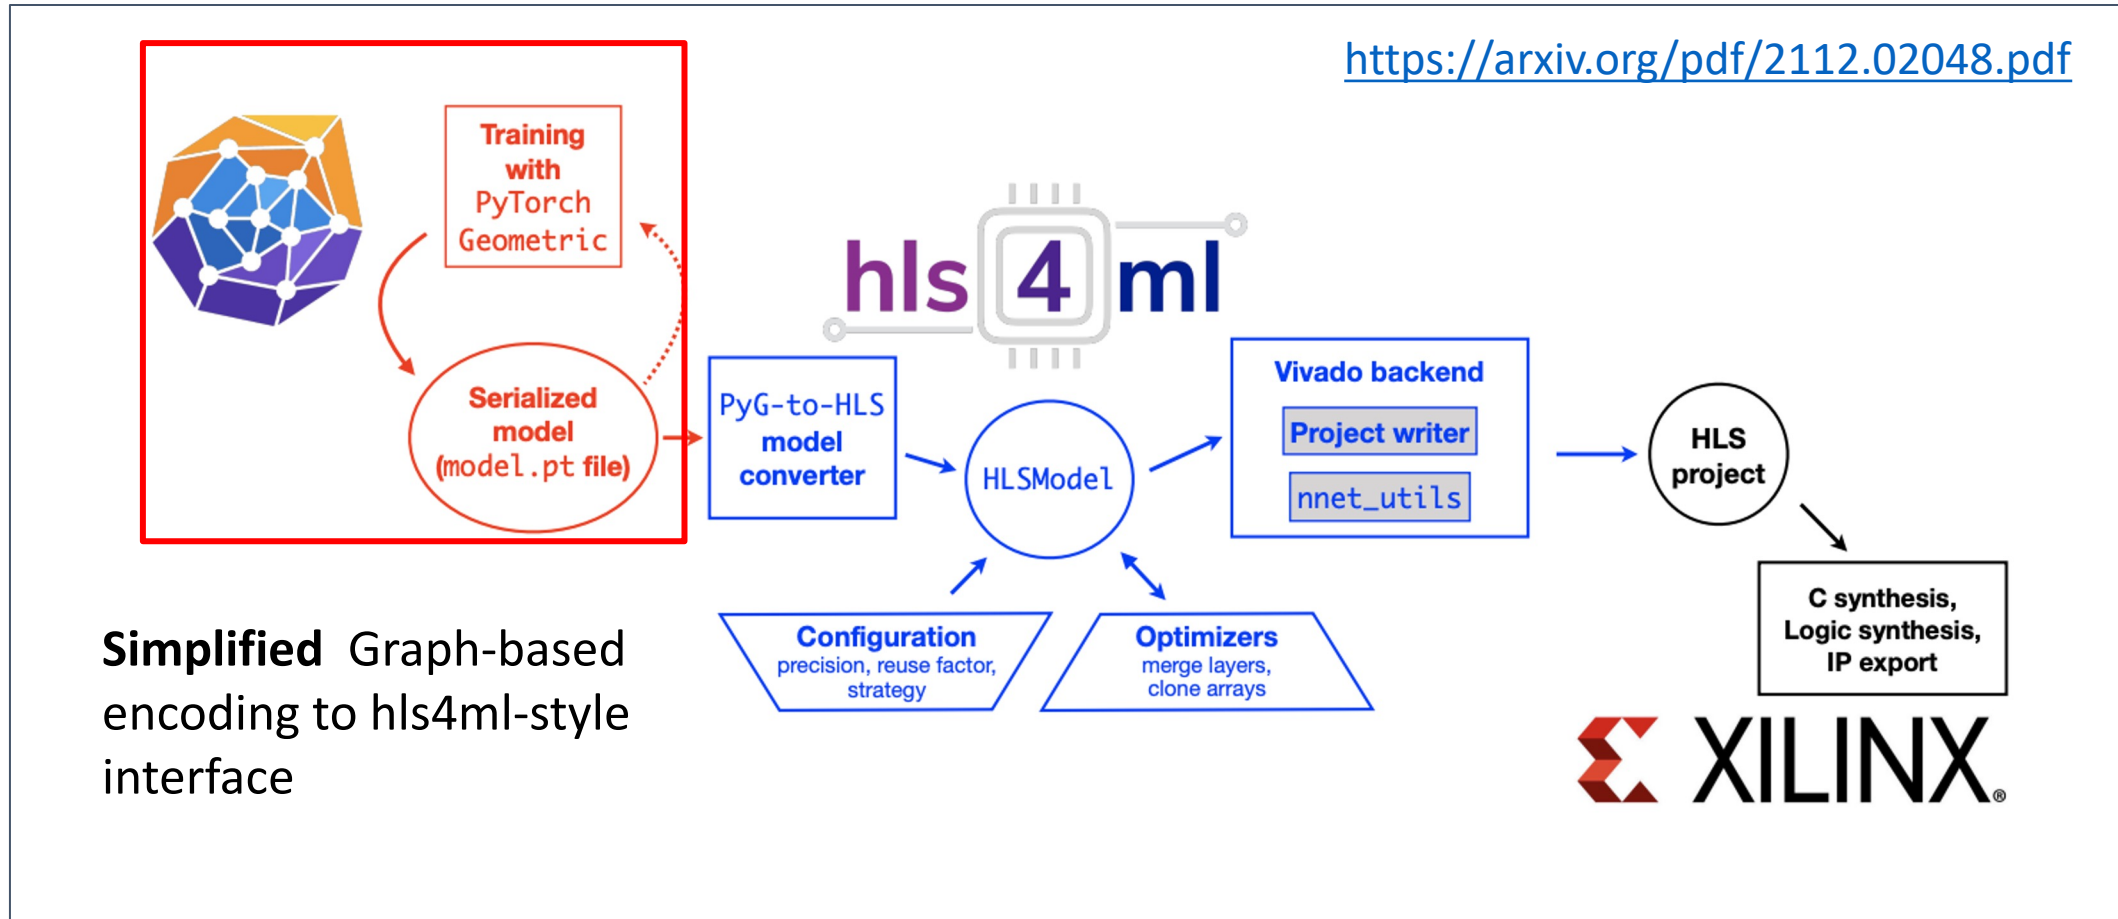 https://arxiv.org/pdf/2112.02048.pdf
Training
with
PyTorch
Geometric
Serialized
model
(model.pt file)
hls 4 ml
PyG-to-HLS
model
converter
HLSModel
Vivado backend
Project writer
nnet_utils
HLS
project
Configuration
precision, reuse factor,
strategy
Optimizers
merge layers,
clone arrays
C synthesis,
Logic synthesis,
IP export
Simplified Graph-based
encoding to hls4ml-style
interface
XILINX®